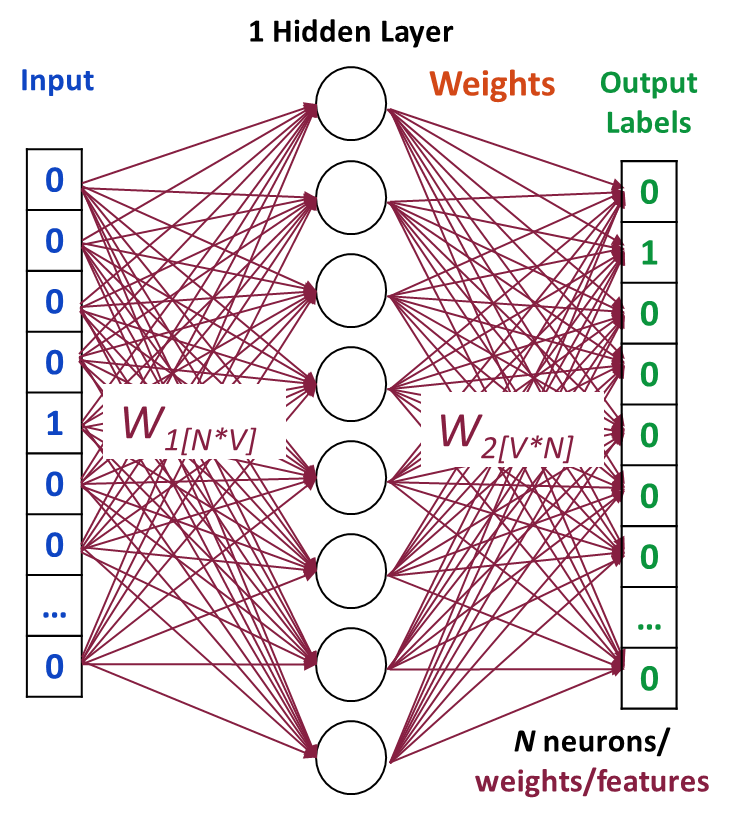 1 Hidden Layer
Input
Weights
Output
Labels
0
0
0
0
1
0
0
...
0
W1[N*V]
W2[V*N]
0
1
0
0
0
0
0
...
0
N neurons/
weights/features